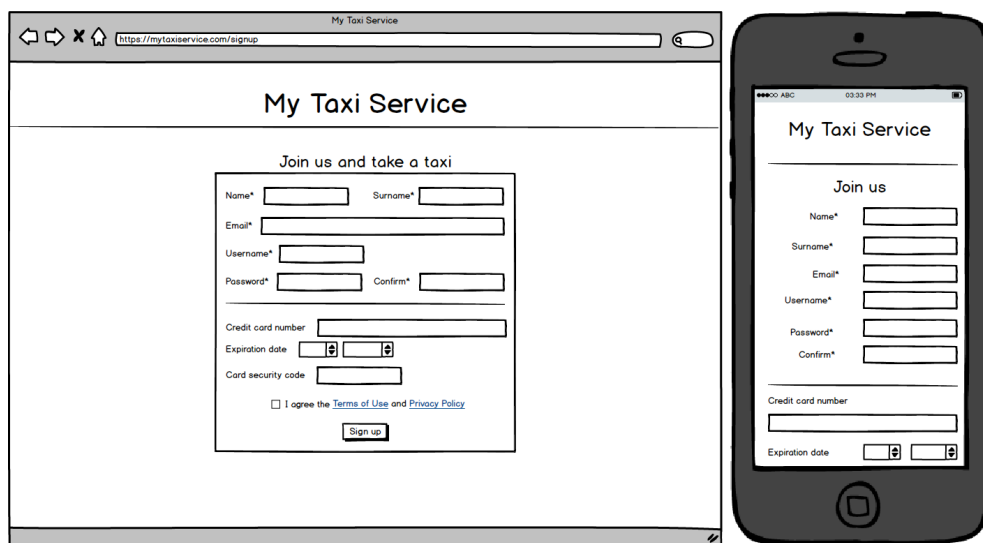 My Taxi Service
https://mytaxiservice.com/signup
My Taxi Service
Join us and take a taxi
Name* Surname*
Email*
Username*
Password* Confirm*
Credit card number
Expiration date
Card security code
I agree the Terms of Use and Privacy Policy
Sign up
ABC 03:33 PM
My Taxi Service
Join us
Name*
Surname*
Email*
Username*
Password*
Confirm*
Credit card number
Expiration date